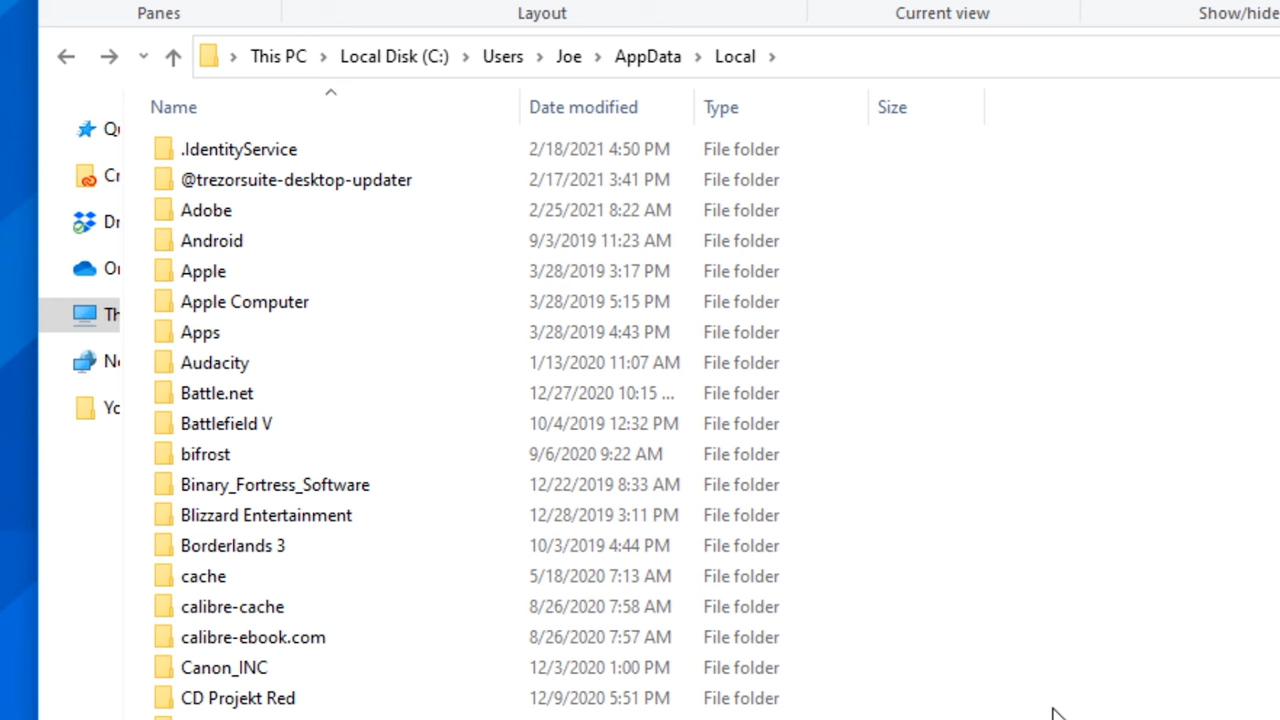 Panes Layout Current view Show/hide
This PC > Local Disk (C:) > Users > Joe > AppData > Local >
Name Date modified Type Size
.IdentityService 2/18/2021 4:50 PM File folder
@trezorsuite-desktop-updater 2/17/2021 3:41 PM File folder
Adobe 2/25/2021 8:22 AM File folder
Android 9/3/2019 11:23 AM File folder
Apple 3/28/2019 3:17 PM File folder
Apple Computer 3/28/2019 5:15 PM File folder
Apps 3/28/2019 4:43 PM File folder
Audacity 1/13/2020 11:07 AM File folder
Battle.net 12/27/2020 10:15 ... File folder
Battlefield V 10/4/2019 12:32 PM File folder
bifrost 9/6/2020 9:22 AM File folder
Binary_Fortress_Software 12/22/2019 8:33 AM File folder
Blizzard Entertainment 12/28/2019 3:11 PM File folder
Borderlands 3 10/3/2019 4:44 PM File folder
cache 5/18/2020 7:13 AM File folder
calibre-cache 8/26/2020 7:58 AM File folder
calibre-ebook.com 8/26/2020 7:57 AM File folder
Canon_INC 12/3/2020 1:00 PM File folder
CD Projekt Red 12/9/2020 5:51 PM File folder